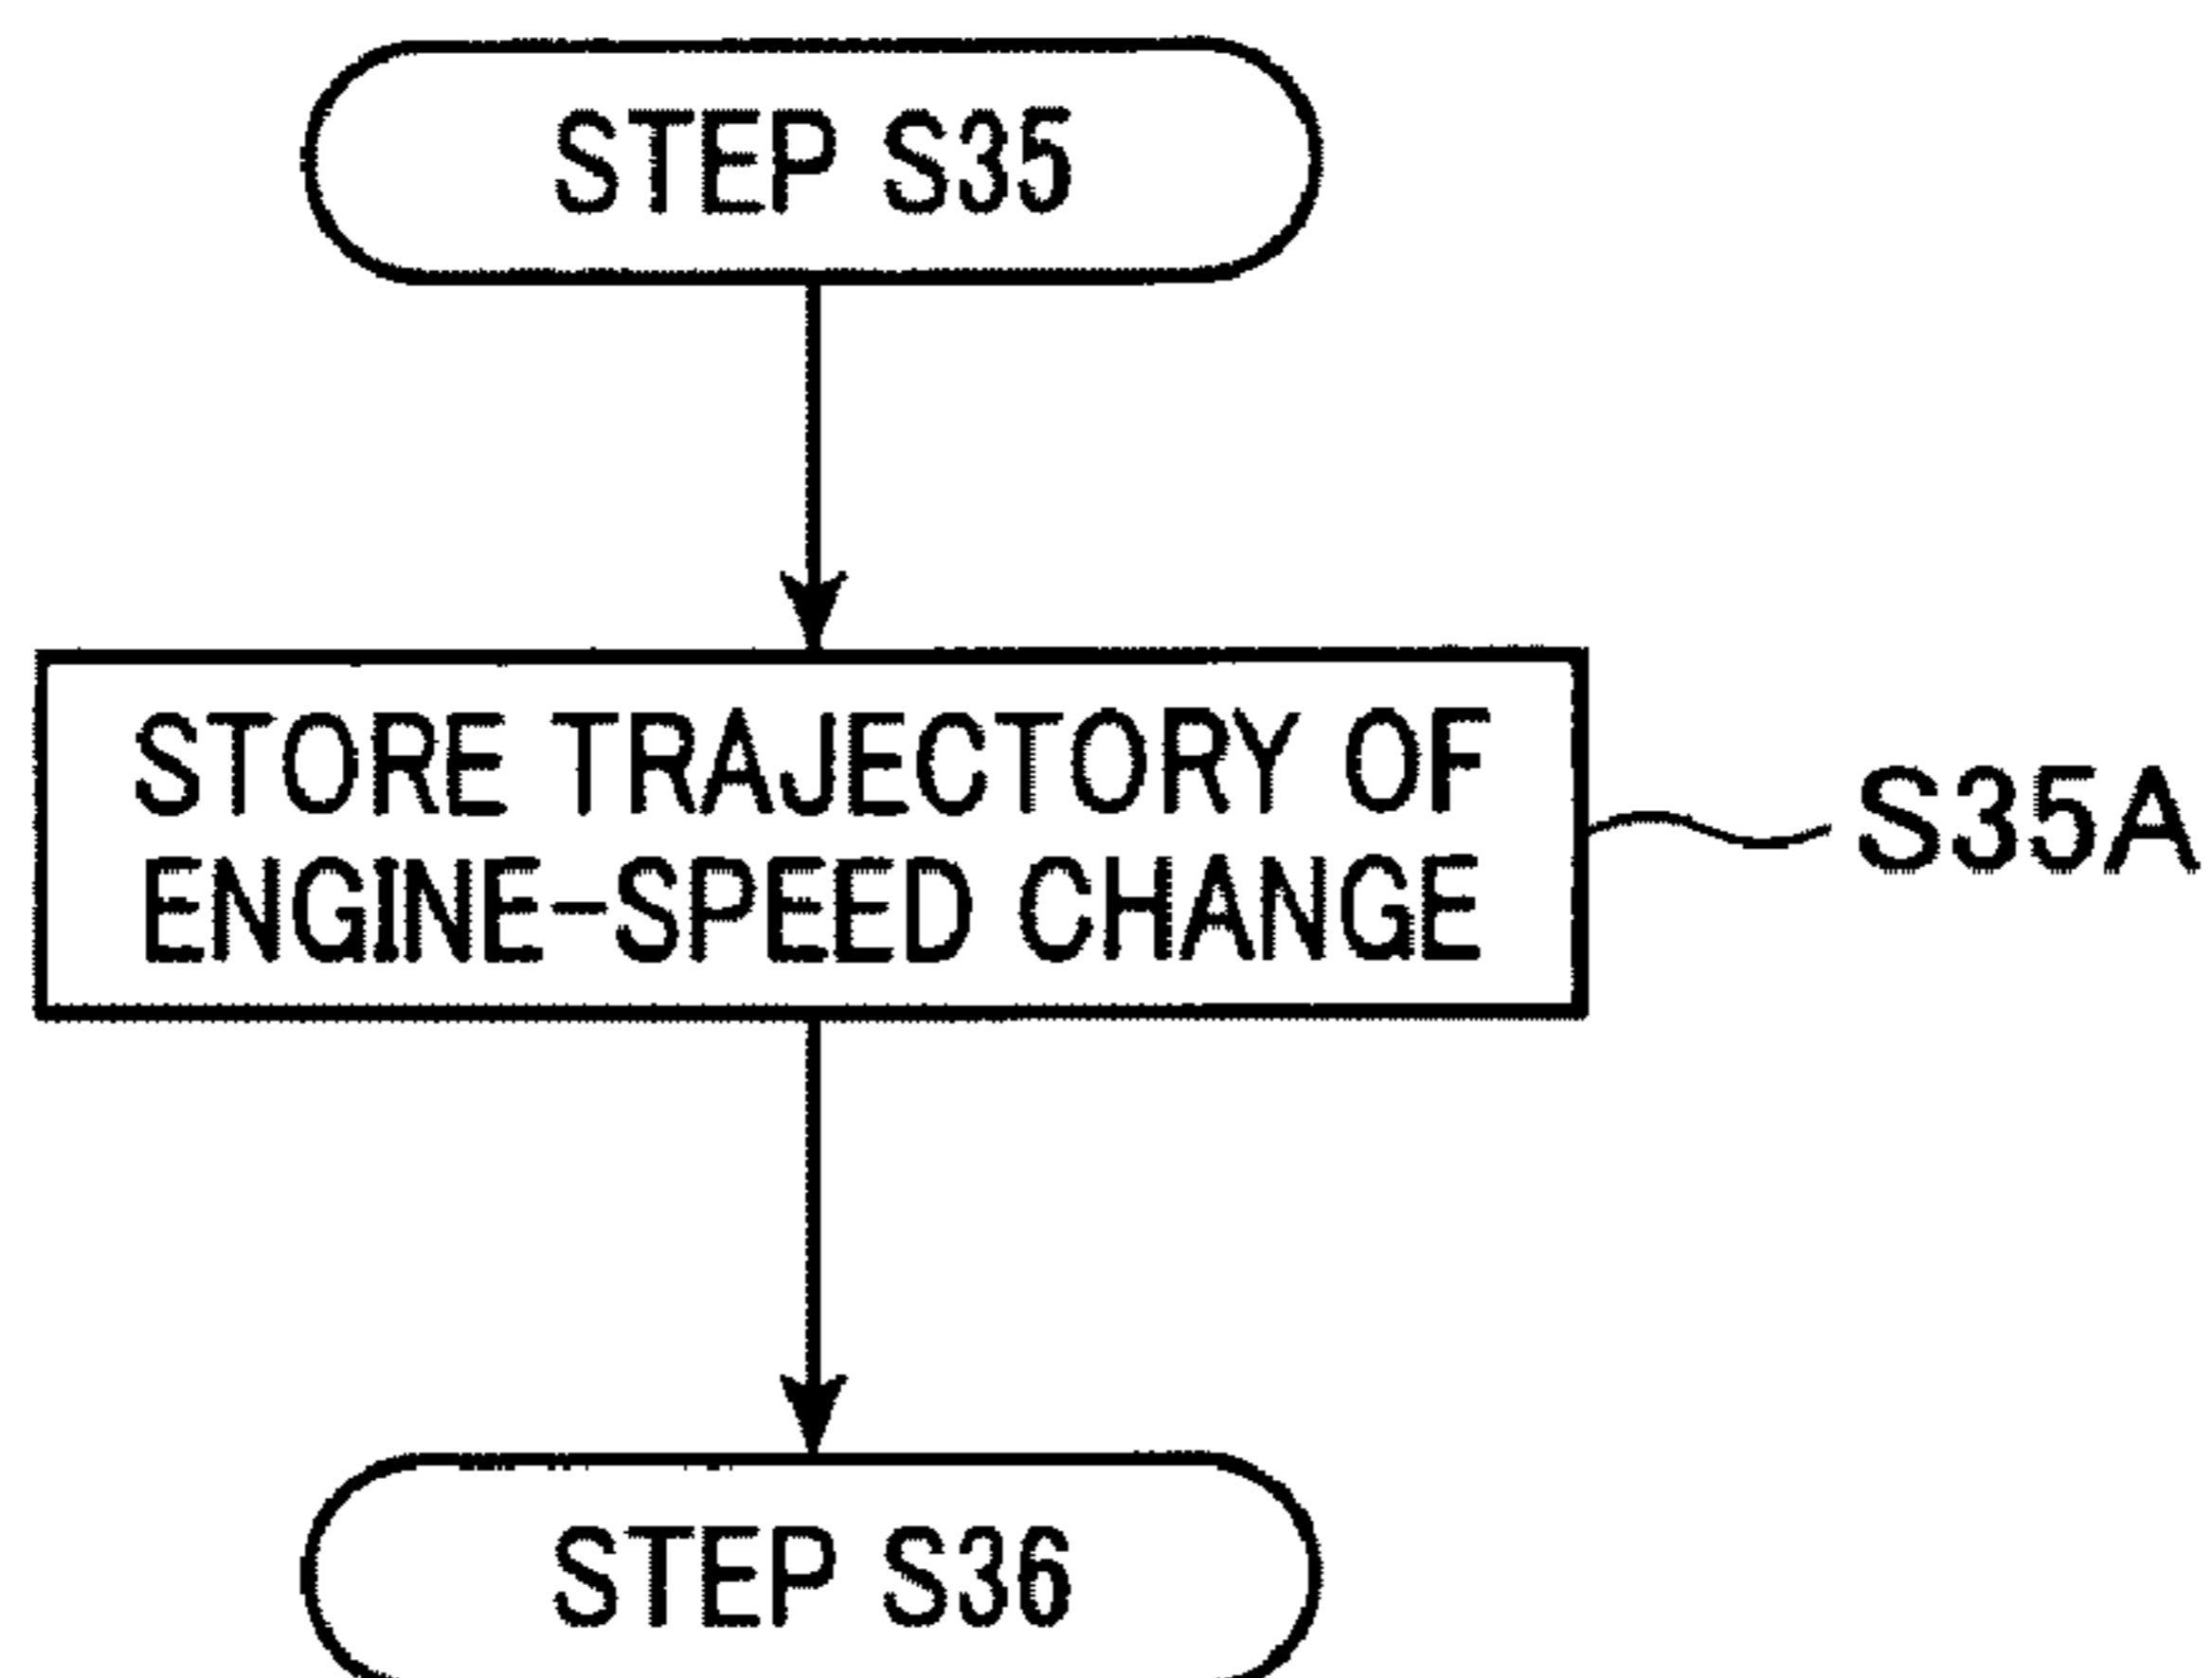 STEP S35
STORE TRAJECTORY OF
ENGINE-SPEED CHANGE
S35A
STEP S36